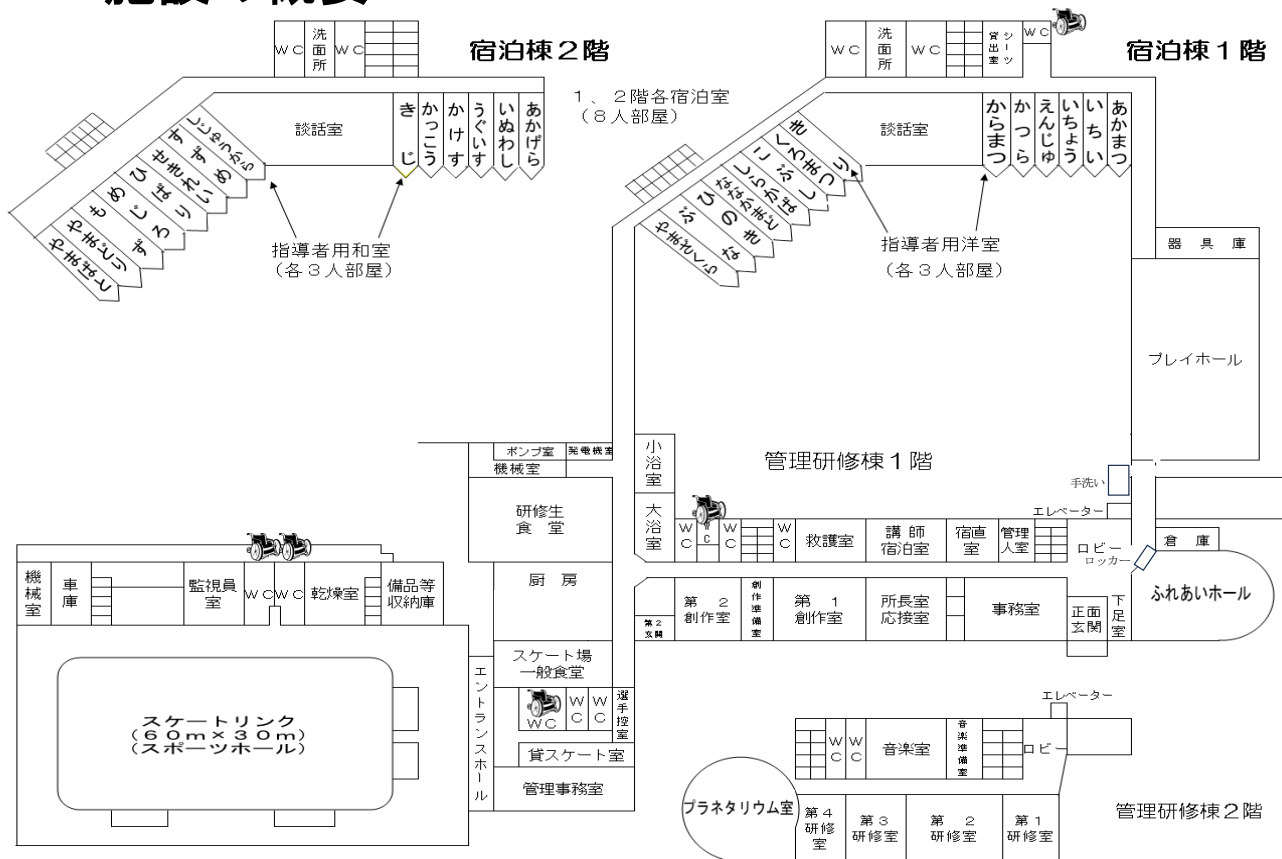 施設の概要
宿泊棟２階
ＷＣ
洗面所
ＷＣ
談話室
きじ
かっこう
かけす
うぐいす
いぬわし
あかげら
しじゅうから
すずめ
せきれい
ひばり
めじろ
もず
やまどり
やまばと
指導者用和室
（各３人部屋）
１、２階各宿泊室
（８人部屋）
宿泊棟１階
ＷＣ
洗面所
ＷＣ
シーツ
貸出室
ＷＣ
談話室
からまつ
かつら
えんじゅ
いちょう
いちい
あかまつ
きり
くろまつ
こぶし
しらかば
ななかまど
ひのき
ぶな
やまざくら
指導者用洋室
（各３人部屋）
器具庫
プレイホール
手洗い
エレベーター
管理研修棟１階
小浴室
大浴室
ＷＣ
Ｃ
ＷＣ
ＷＣ
救護室
講師
宿泊室
宿直室
管理
人室
ロビー
ロッカー
倉庫
ふれあいホール
第２
玄関
第２
創作室
創作準備室
第１
創作室
所長室
応接室
事務室
正面
玄関
下足室
ポンプ室
発電機室
機械室
研修生
食堂
厨房
スケート場
一般食堂
エントランスホール
ＷＣ
ＷＣ
ＷＣ
選手控室
貸スケート室
管理事務室
機械室
車庫
監視員
室
ＷＣ
ＷＣ
乾燥室
備品等
収納庫
スケートリンク
（６０ｍ×３０ｍ）
（スポーツホール）
エレベーター
ＷＣ
ＷＣ
音楽室
音楽準備室
ロビー
プラネタリウム室
第４
研修
室
第３
研修室
第２
研修室
第１
研修室
管理研修棟２階